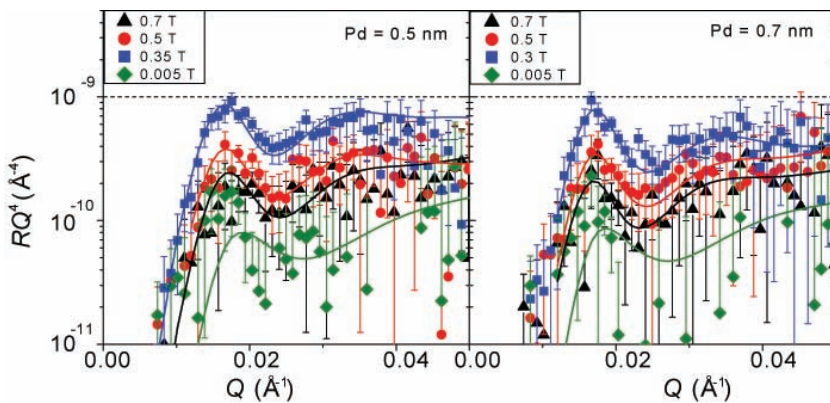 0.7 T
0.5 T
0.35 T
0.005 T
Pd = 0.5 nm
0.7 T
0.5 T
0.3 T
0.005 T
Pd = 0.7 nm
10⁻⁹
10⁻¹⁰
10⁻¹¹
RQ⁴ (Å⁻⁴)
0.00 0.02 0.04 0.00 0.02 0.04
Q (Å⁻¹) Q (Å⁻¹)